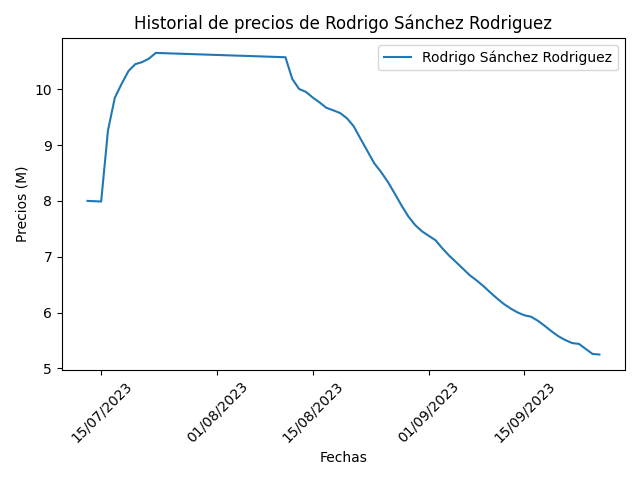 Historial de precios de Rodrigo Sánchez Rodriguez
Rodrigo Sánchez Rodriguez
Precios (M)
10
9
8
7
6
5
15/07/2023
01/08/2023
15/08/2023
01/09/2023
15/09/2023
Fechas